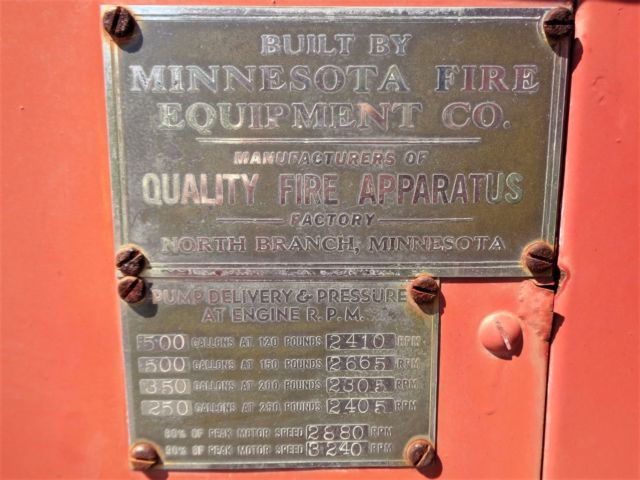 BUILT BY
MINNESOTA FIRE
EQUIPMENT CO.
MANUFACTURERS OF
QUALITY FIRE APPARATUS
FACTORY
NORTH BRANCH, MINNESOTA
PUMP DELIVERY & PRESSURE
AT ENGINE R.P.M.
500 GALLONS AT 120 POUNDS 2410 RPM
500 GALLONS AT 150 POUNDS 2665 RPM
350 GALLONS AT 200 POUNDS 2305 RPM
250 GALLONS AT 250 POUNDS 2405 RPM
80% OF PEAK MOTOR SPEED 2880 RPM
90% OF PEAK MOTOR SPEED 3240 RPM